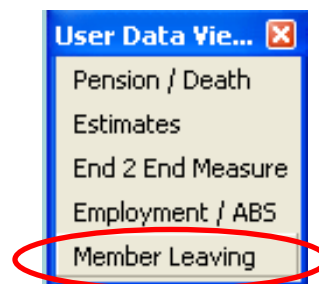 User Data Vie...
Pension / Death
Estimates
End 2 End Measure
Employment / ABS
Member Leaving